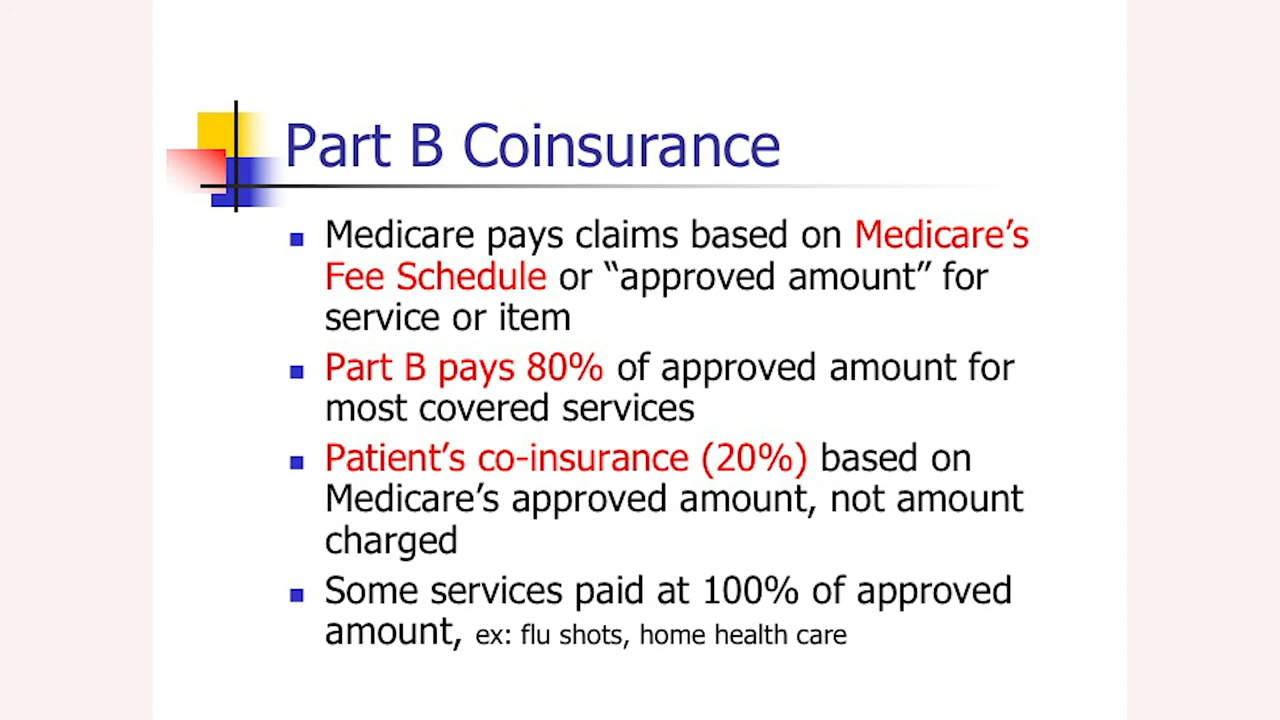 Part B Coinsurance
Medicare pays claims based on Medicare’s
Fee Schedule or “approved amount” for
service or item
Part B pays 80% of approved amount for
most covered services
Patient’s co-insurance (20%) based on
Medicare’s approved amount, not amount
charged
Some services paid at 100% of approved
amount, ex: flu shots, home health care